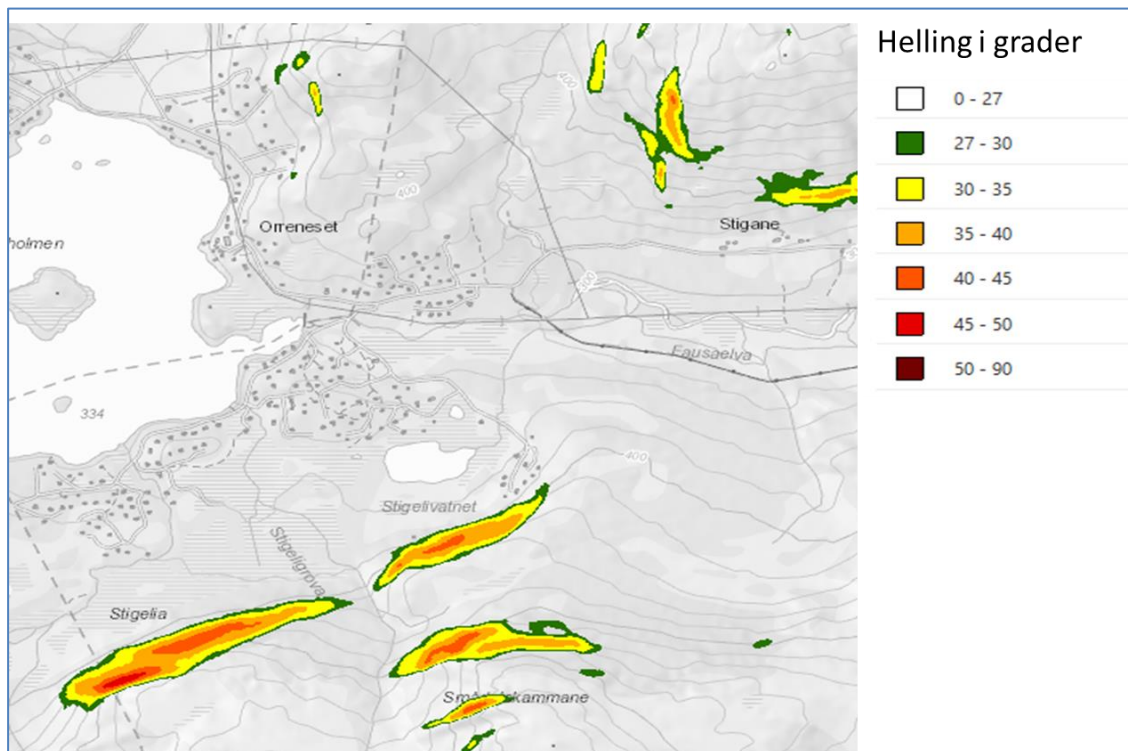 Helling i grader
0 - 27
27 - 30
30 - 35
35 - 40
40 - 45
45 - 50
50 - 90
400
400
Orreneset
Stigane
holmen
300
Fausaelva
334
400
Stigelivatnet
Stigeligrova
Stigelia